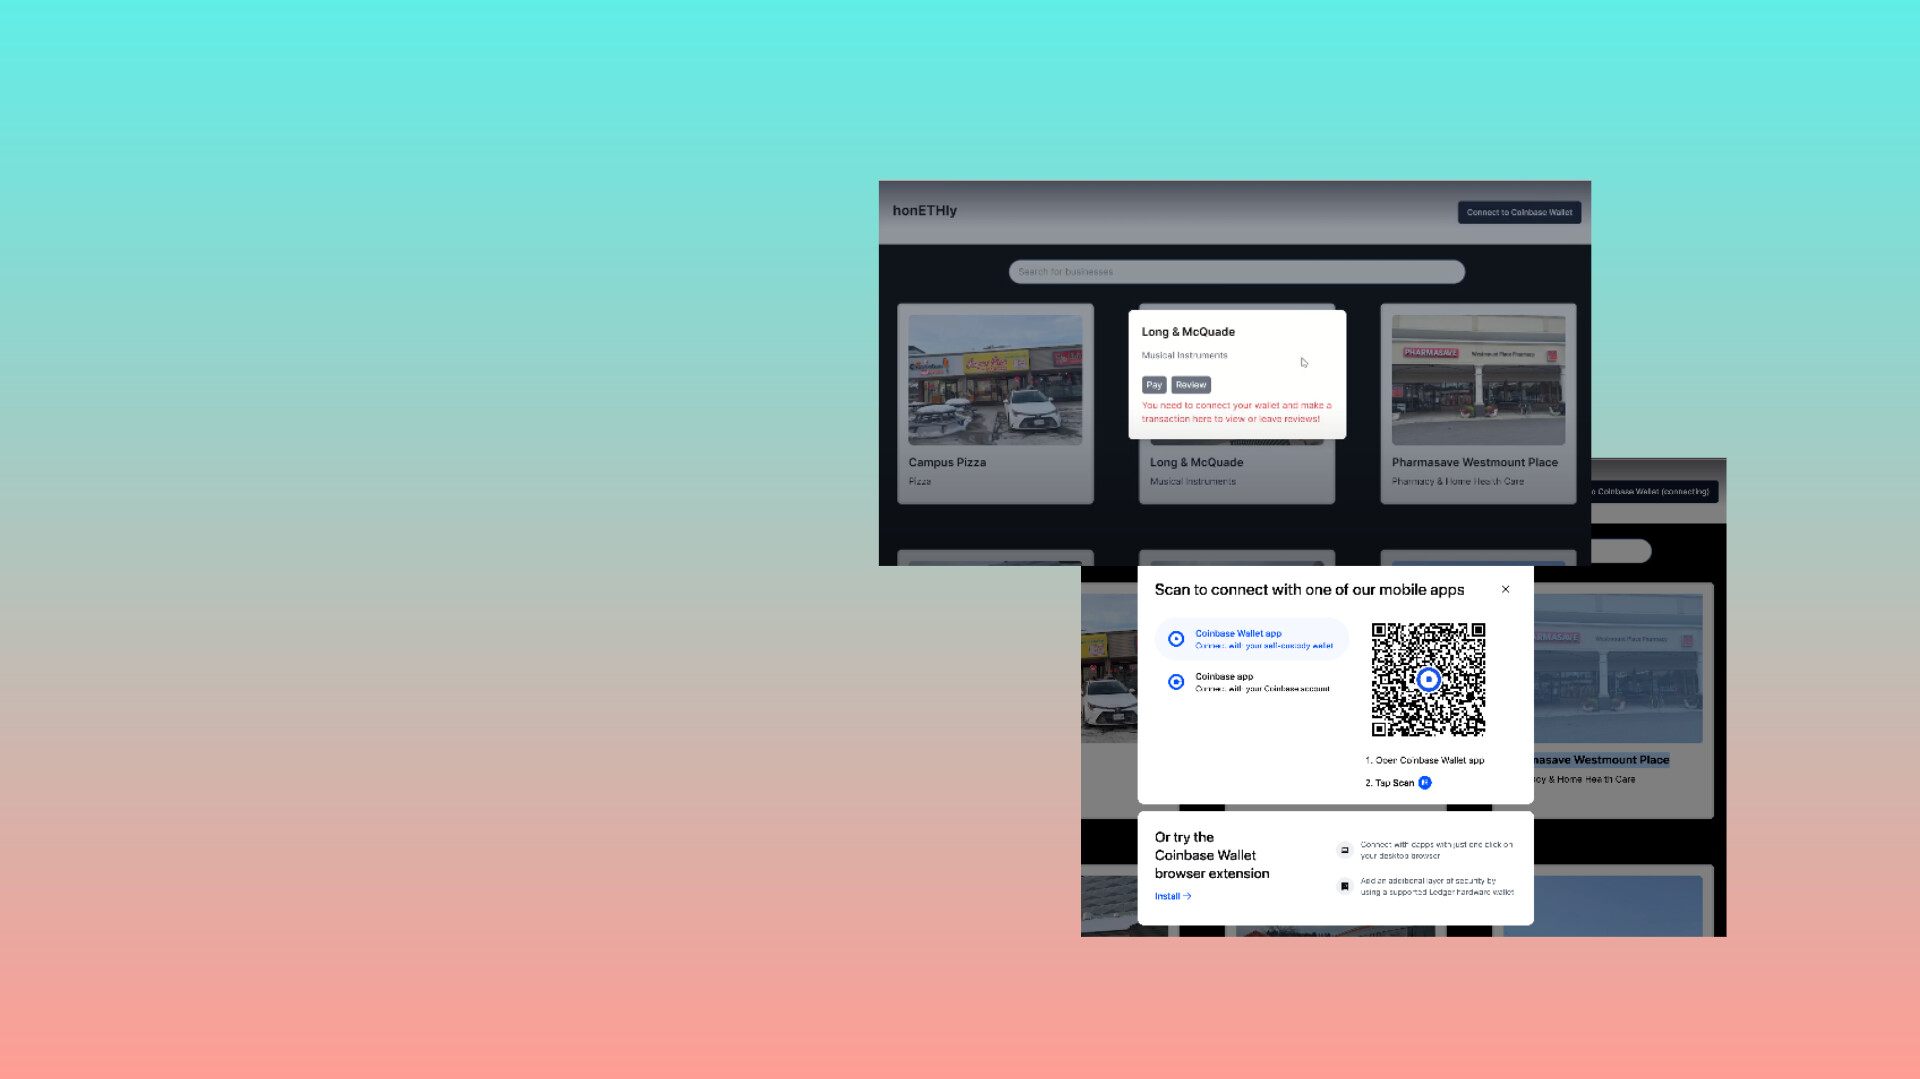 honETHly
Connect to Coinbase Wallet
Search for businesses
Long & McQuade
Musical Instruments
Pay
Review
You need to connect your wallet and make a
transaction here to view or leave reviews!
PHARMASAVE
Westmount Place Pharmacy
Campus Pizza
Pizza
Long & McQuade
Musical Instruments
Pharmasave Westmount Place
Pharmacy & Home Health Care
Coinbase Wallet (connecting)
Scan to connect with one of our mobile apps
Coinbase Wallet app
Connect with your self-custody wallet
Coinbase app
Connect with your Coinbase account
1. Open Coinbase Wallet app
2. Tap Scan
Westmount Place
& Home Health Care
Or try the
Coinbase Wallet
browser extension
Install
Connect with dapps with just one click on
your desktop browser
Add an additional layer of security by
using a supported Ledger hardware wallet